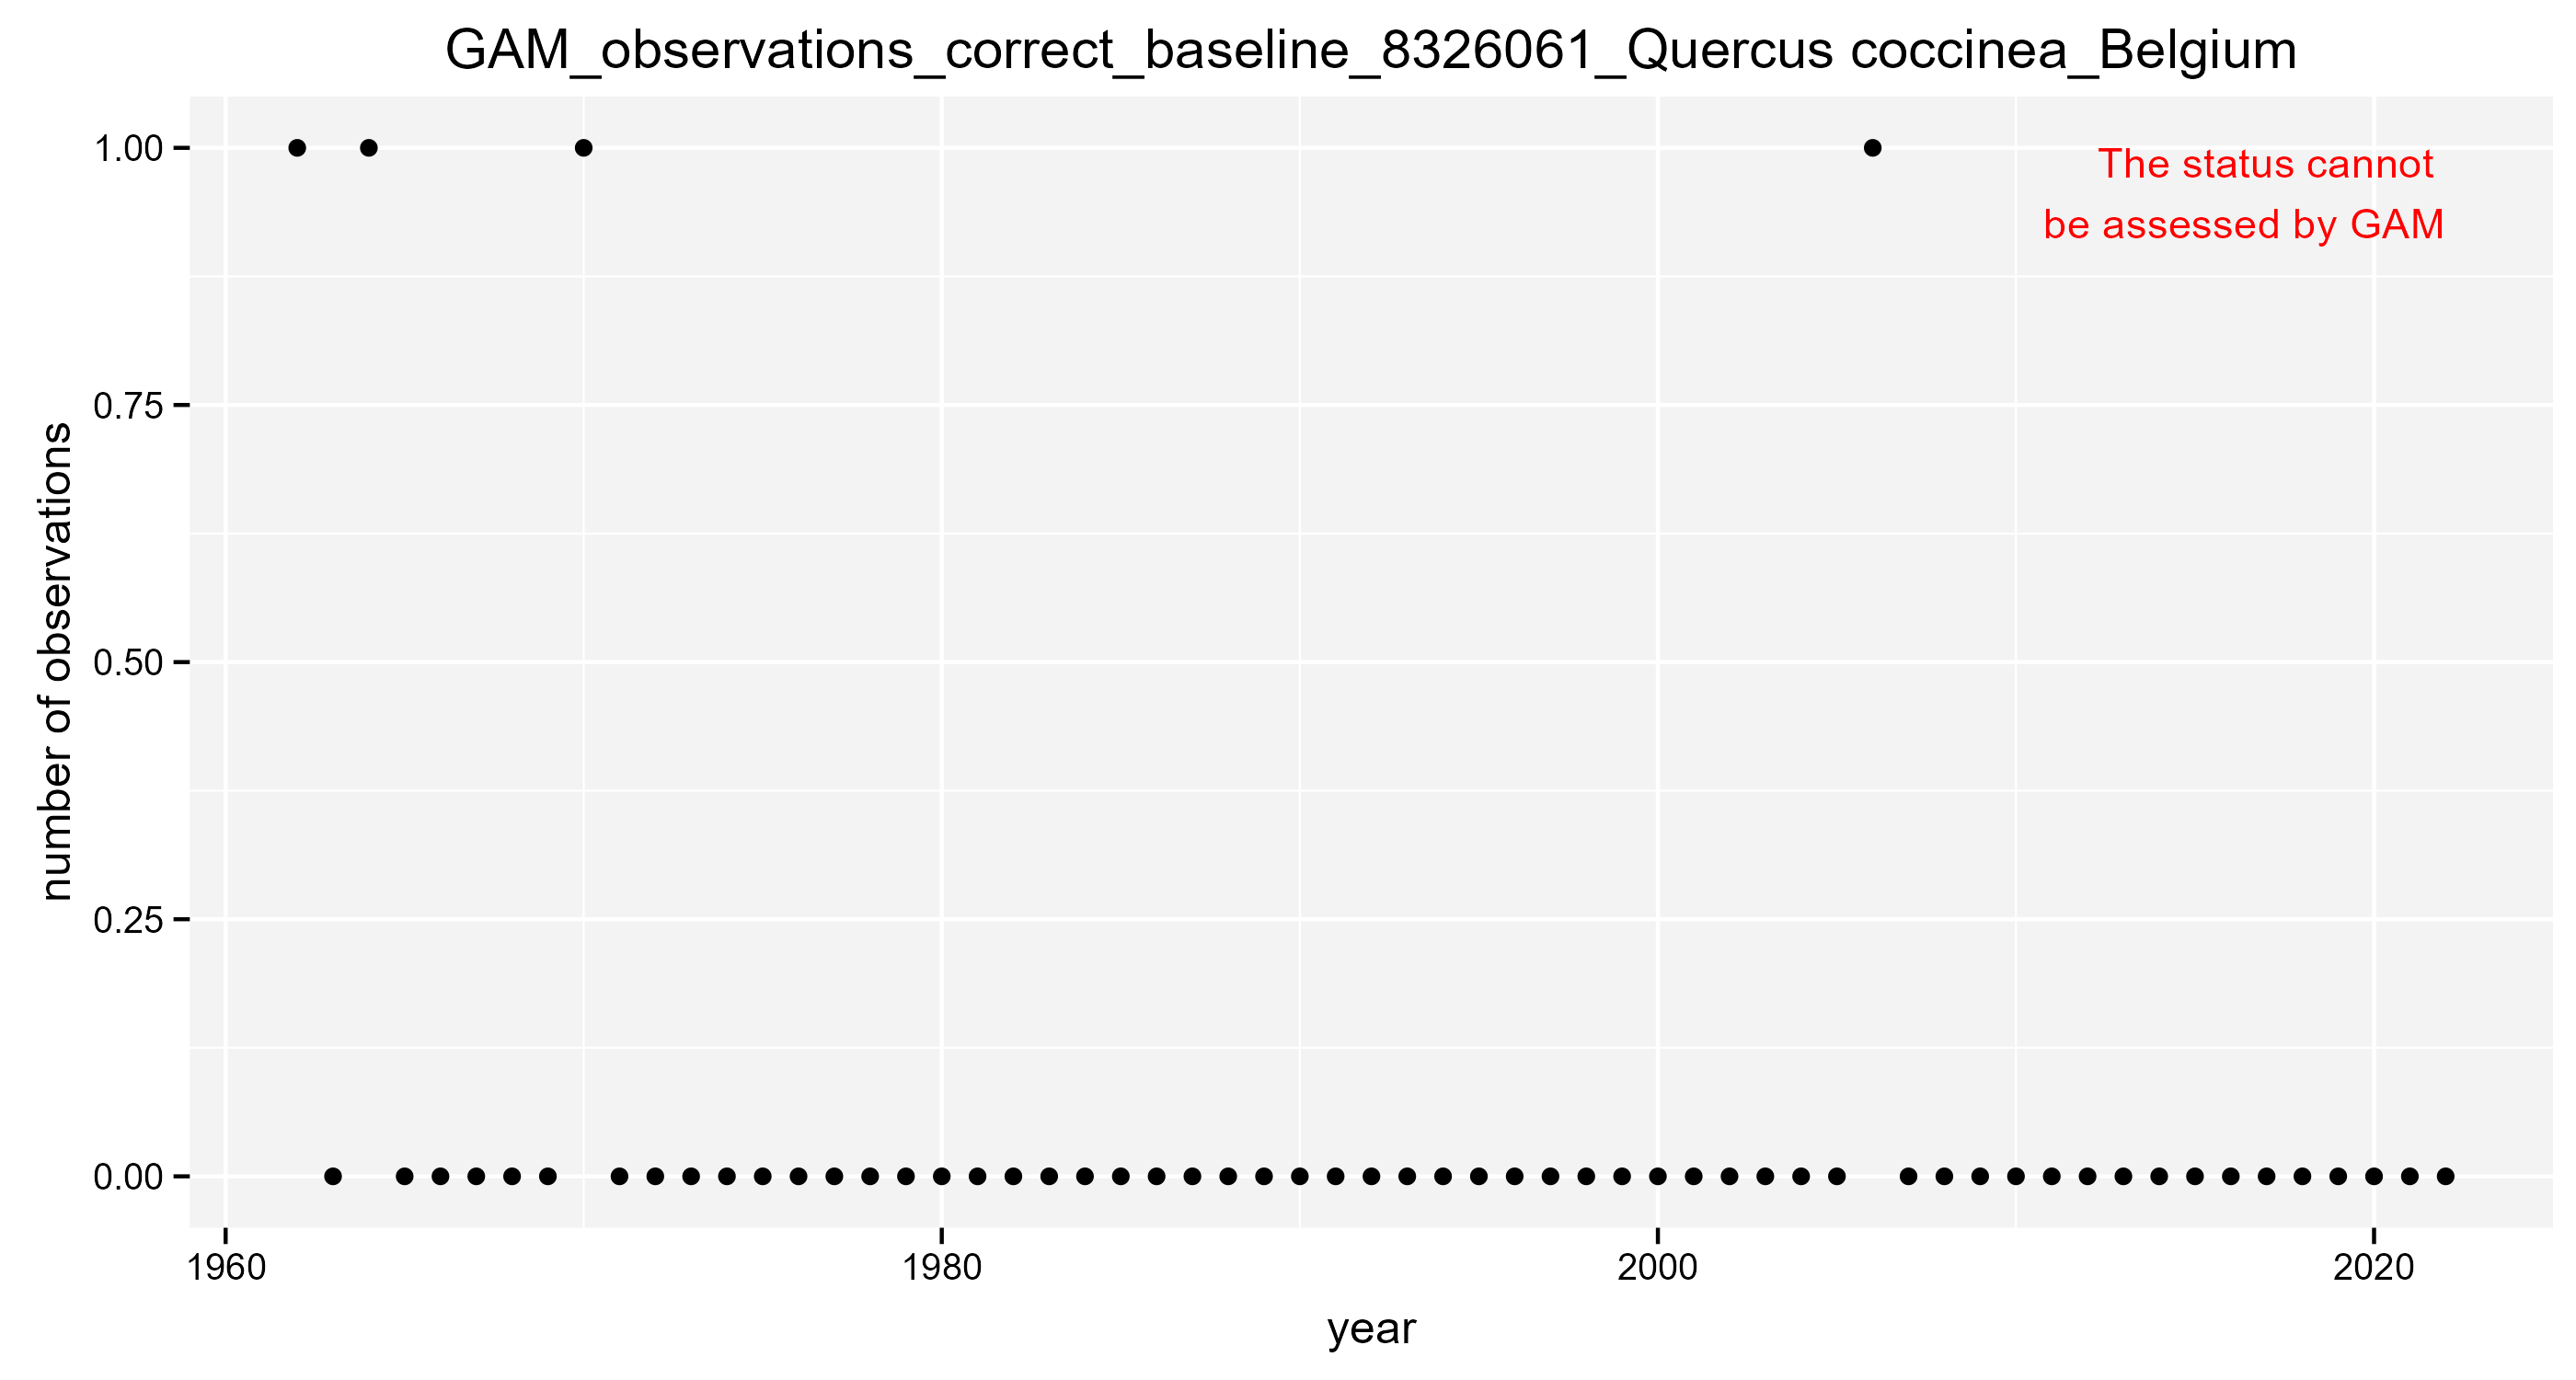 GAM_observations_correct_baseline_8326061_Quercus coccinea_Belgium
1.00
The status cannot
be assessed by GAM
0.75
number of observations
0.50
0.25
0.00
1960
1980
2000
2020
year